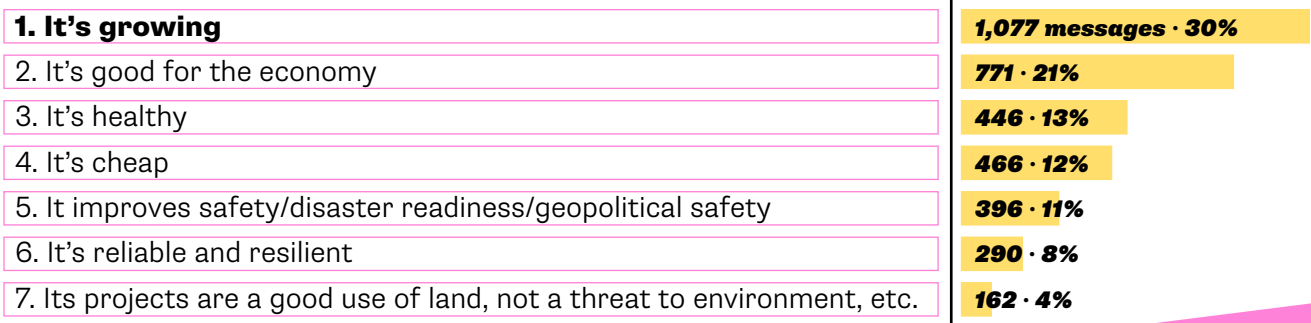 1. It’s growing 1,077 messages · 30%
2. It’s good for the economy 771 · 21%
3. It’s healthy 446 · 13%
4. It’s cheap 466 · 12%
5. It improves safety/disaster readiness/geopolitical safety 396 · 11%
6. It’s reliable and resilient 290 · 8%
7. Its projects are a good use of land, not a threat to environment, etc. 162 · 4%